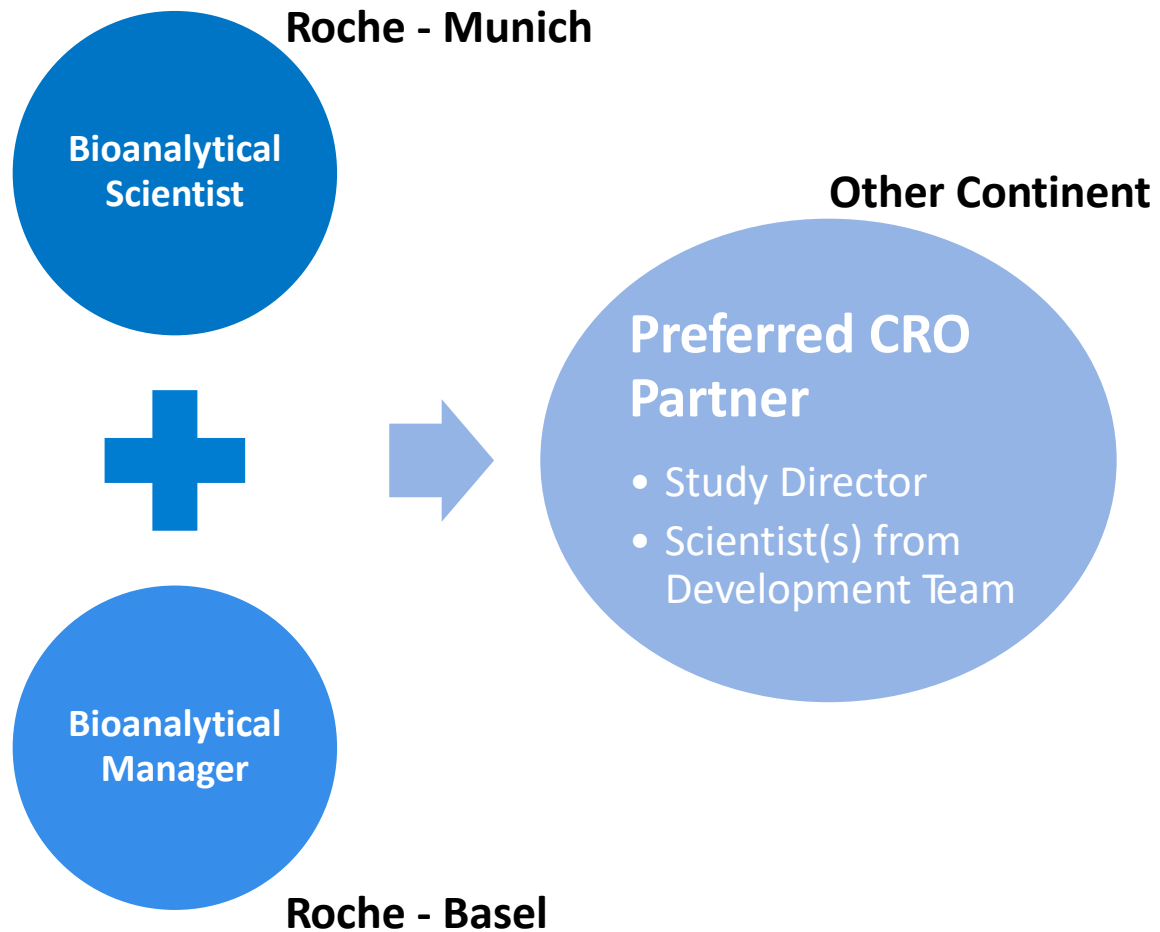 Roche - Munich
Bioanalytical
Scientist
Other Continent
Preferred CRO
Partner
• Study Director
• Scientist(s) from
Development Team
Bioanalytical
Manager
Roche - Basel